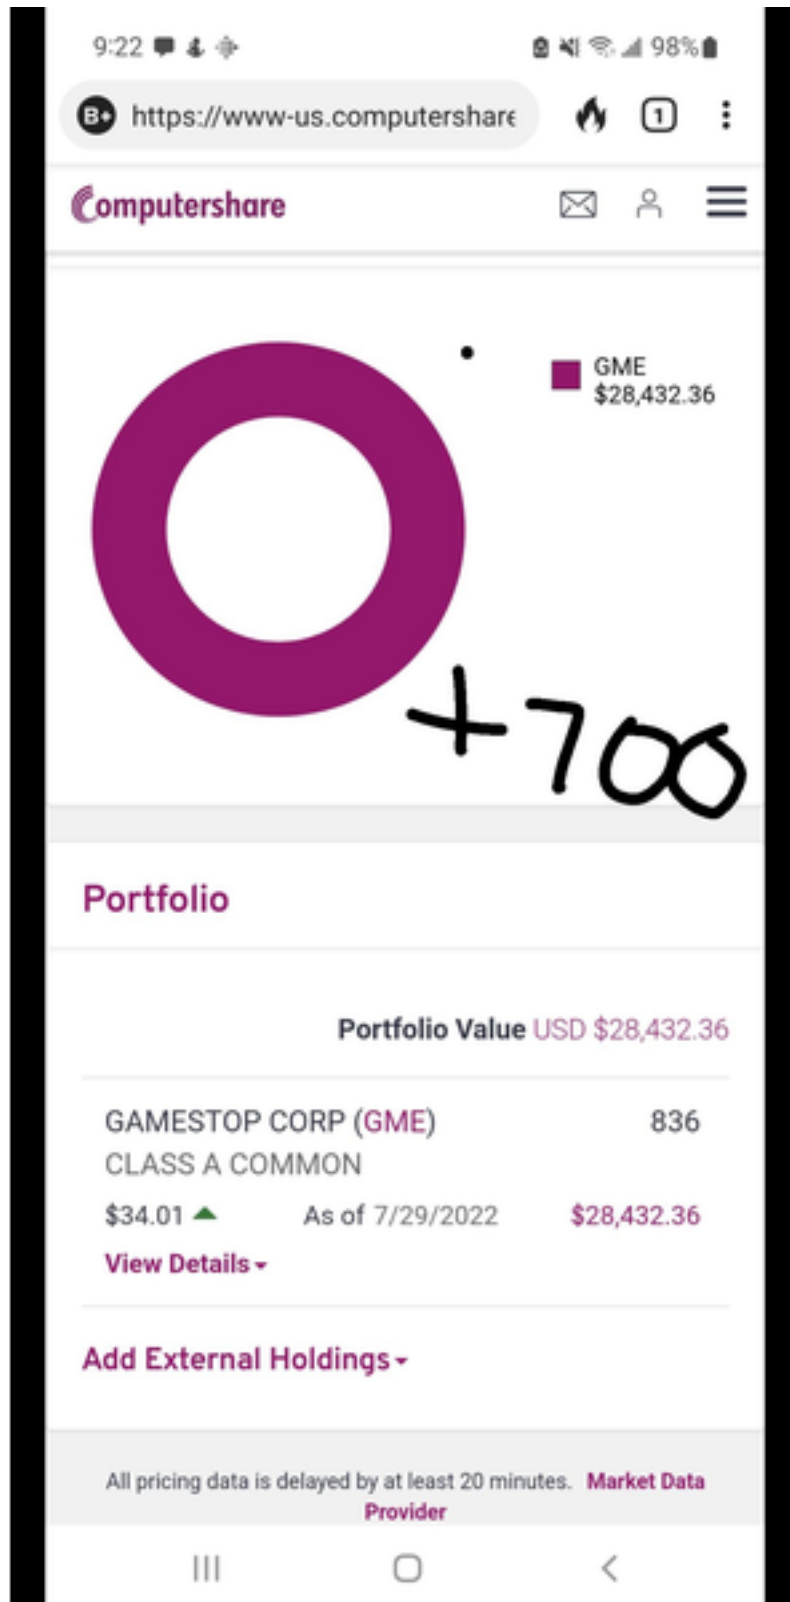 9:22 98%
https://www-us.computershare
1
Computershare
GME
$28,432.36
+700
Portfolio
Portfolio Value USD $28,432.36
GAMESTOP CORP (GME) 836
CLASS A COMMON
$34.01 As of 7/29/2022 $28,432.36
View Details
Add External Holdings
All pricing data is delayed by at least 20 minutes. Market Data
Provider